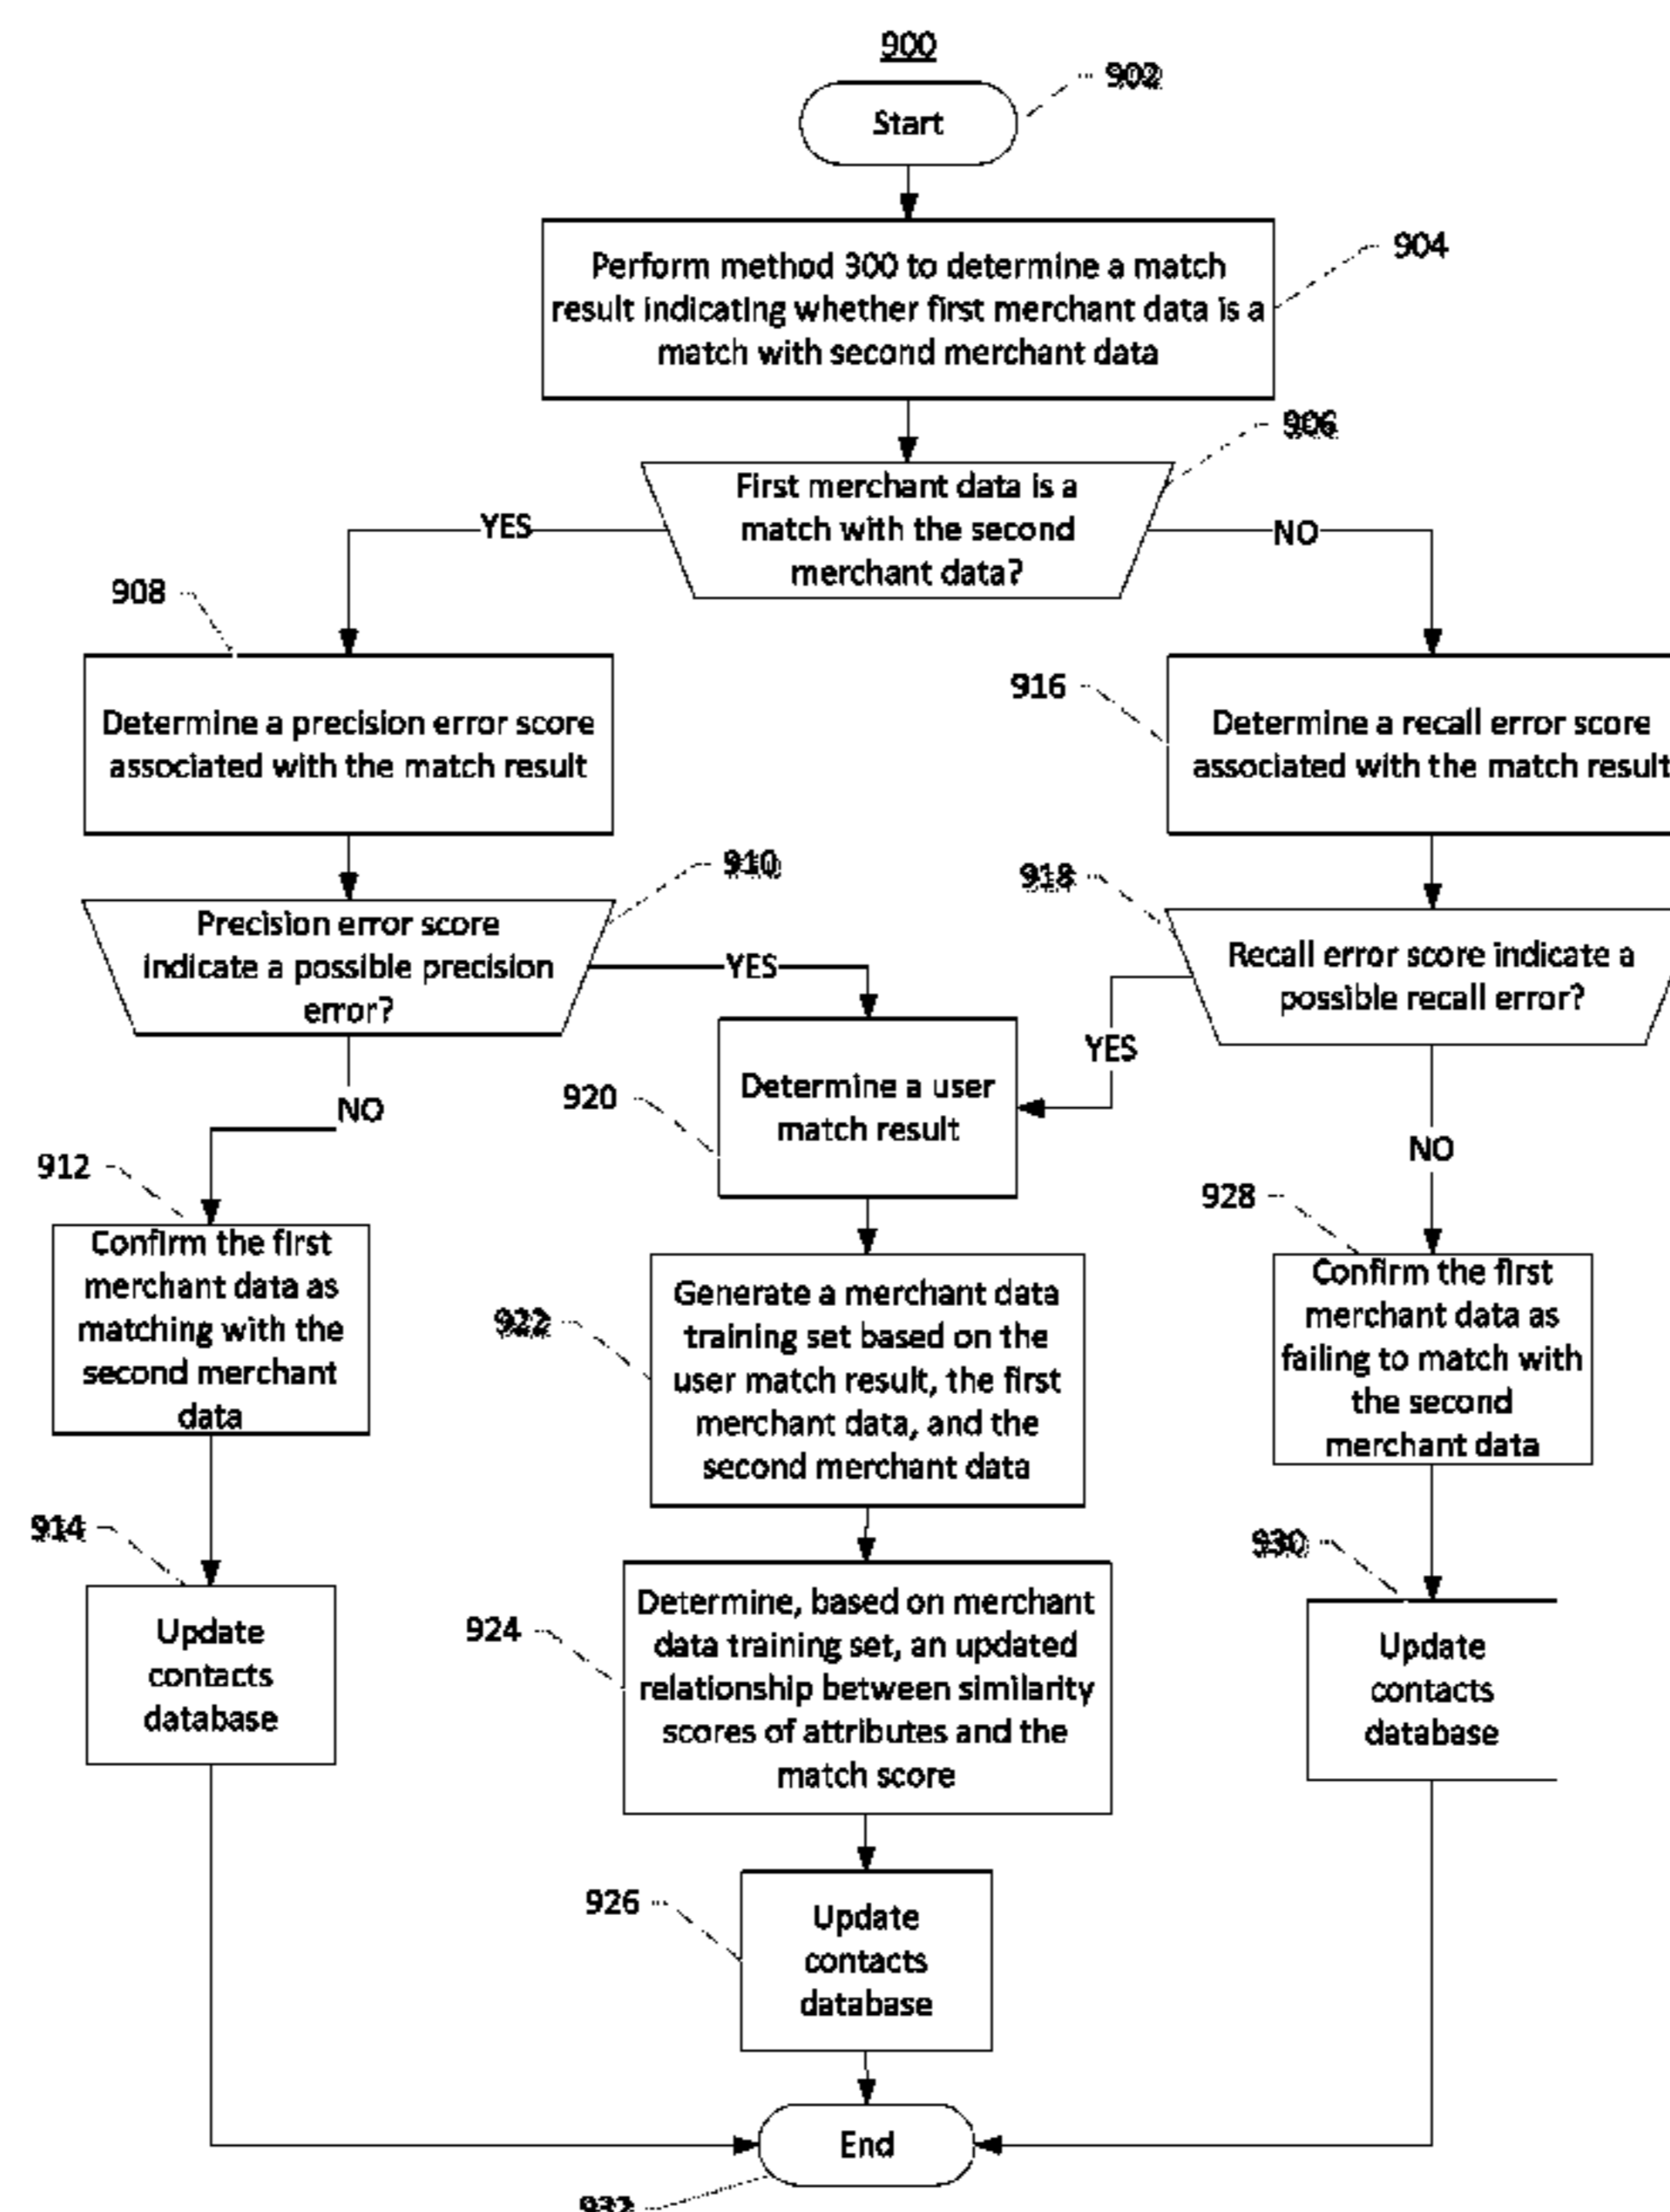 900
902
Start
904
Perform method 300 to determine a match
result indicating whether first merchant data is a
match with second merchant data
906
First merchant data is a
match with the second
merchant data?
YES
NO
908
Determine a precision error score
associated with the match result
916
Determine a recall error score
associated with the match result
910
Precision error score
indicate a possible precision
error?
918
Recall error score indicate a
possible recall error?
YES
YES
NO
NO
920
Determine a user
match result
912
Confirm the first
merchant data as
matching with the
second merchant
data
922
Generate a merchant data
training set based on the
user match result, the first
merchant data, and the
second merchant data
928
Confirm the first
merchant data as
failing to match with
the second
merchant data
914
Update
contacts
database
924
Determine, based on merchant
data training set, an updated
relationship between similarity
scores of attributes and the
match score
930
Update
contacts
database
926
Update
contacts
database
End
932